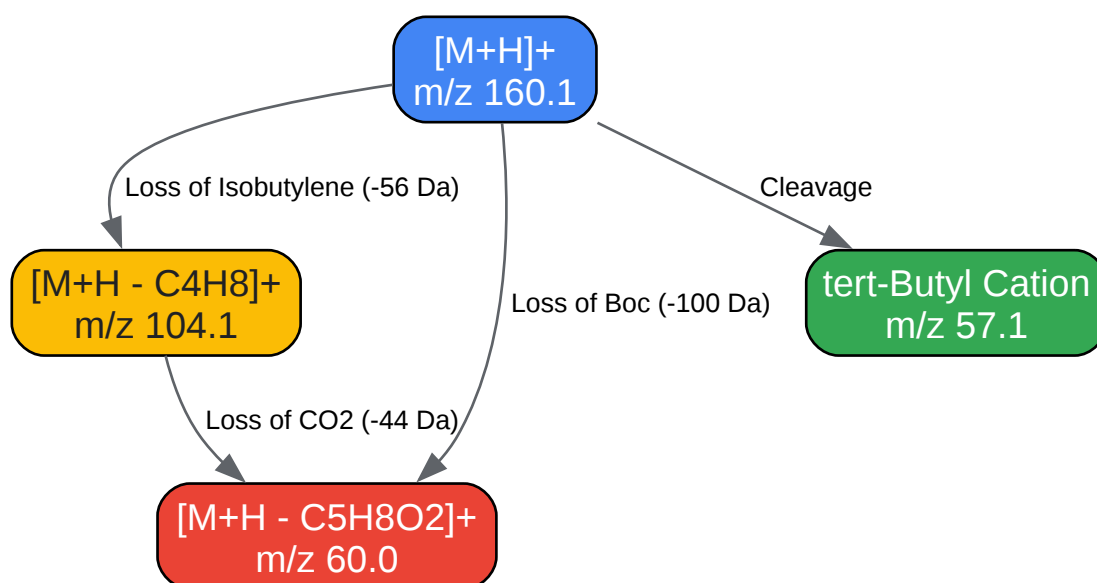 [M+H]+
m/z 160.1
Loss of Isobutylene (-56 Da)
Cleavage
[M+H - C4H8]+
m/z 104.1
Loss of Boc (-100 Da)
tert-Butyl Cation
m/z 57.1
Loss of CO2 (-44 Da)
[M+H - C5H8O2]+
m/z 60.0